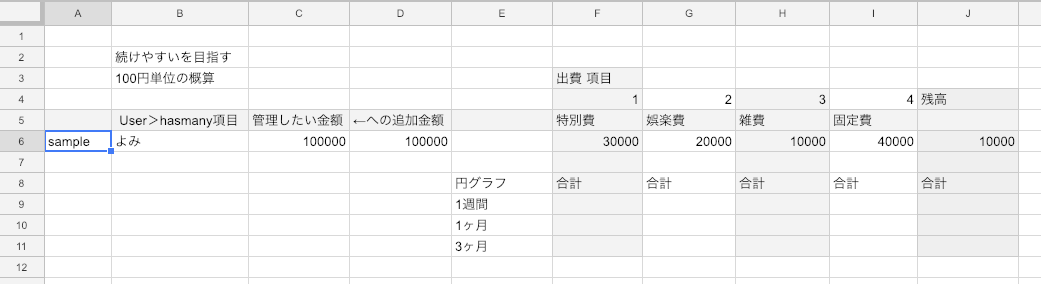 A B C D E F G H I J
1
2 続けやすいを目指す
3 100円単位の概算 出費 項目
4 1 2 3 4 残高
5 User＞hasmany項目 管理したい金額 ←への追加金額 特別費 娯楽費 雑費 固定費
6 sample よみ 100000 100000 30000 20000 10000 40000 10000
7
8 円グラフ 合計 合計 合計 合計 合計
9 1週間
10 1ヶ月
11 3ヶ月
12